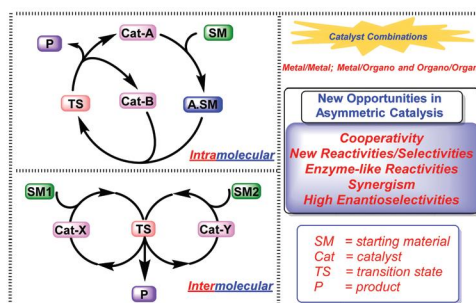 P
Cat-A
SM
TS
Cat-B
A.SM
Intramolecular
SM1
SM2
Cat-X
TS
Cat-Y
P
Intermolecular
Catalyst Combinations
Metal/Metal; Metal/Organo and Organo/Organ
New Opportunities in
Asymmetric Catalysis
Cooperativity
New Reactivities/Selectivities
Enzyme-like Reactivities
Synergism
High Enantioselectivities
SM = starting material
Cat = catalyst
TS = transition state
P = product